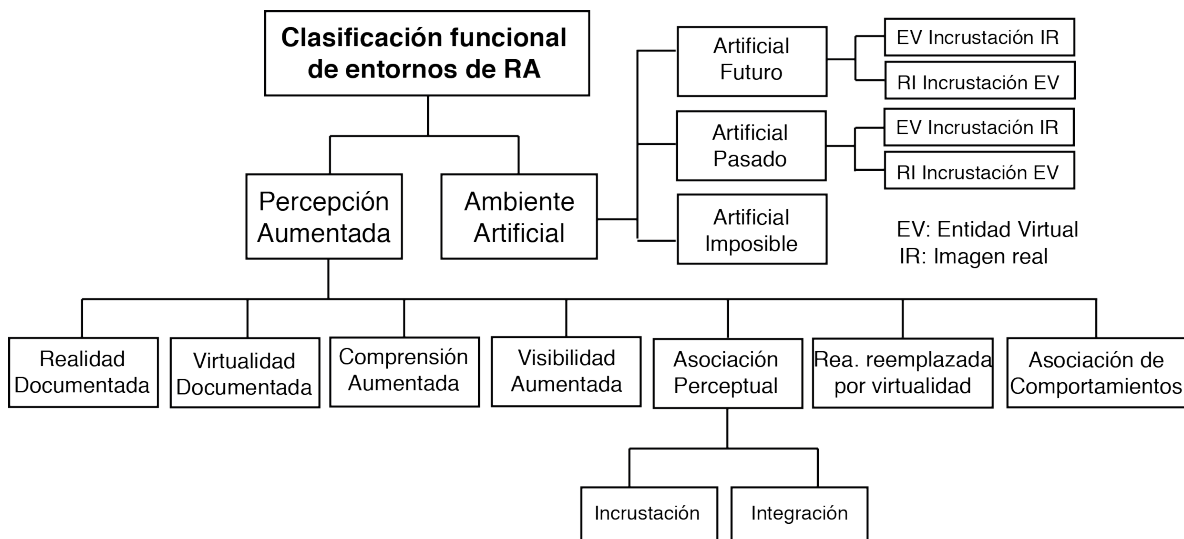 Clasificación funcional
de entornos de RA
Artificial
Futuro
EV Incrustación IR
RI Incrustación EV
Artificial
Pasado
EV Incrustación IR
RI Incrustación EV
Percepción
Aumentada
Ambiente
Artificial
Artificial
Imposible
EV: Entidad Virtual
IR: Imagen real
Realidad
Documentada
Virtualidad
Documentada
Comprensión
Aumentada
Visibilidad
Aumentada
Asociación
Perceptual
Rea. reemplazada
por virtualidad
Asociación de
Comportamientos
Incrustación
Integración